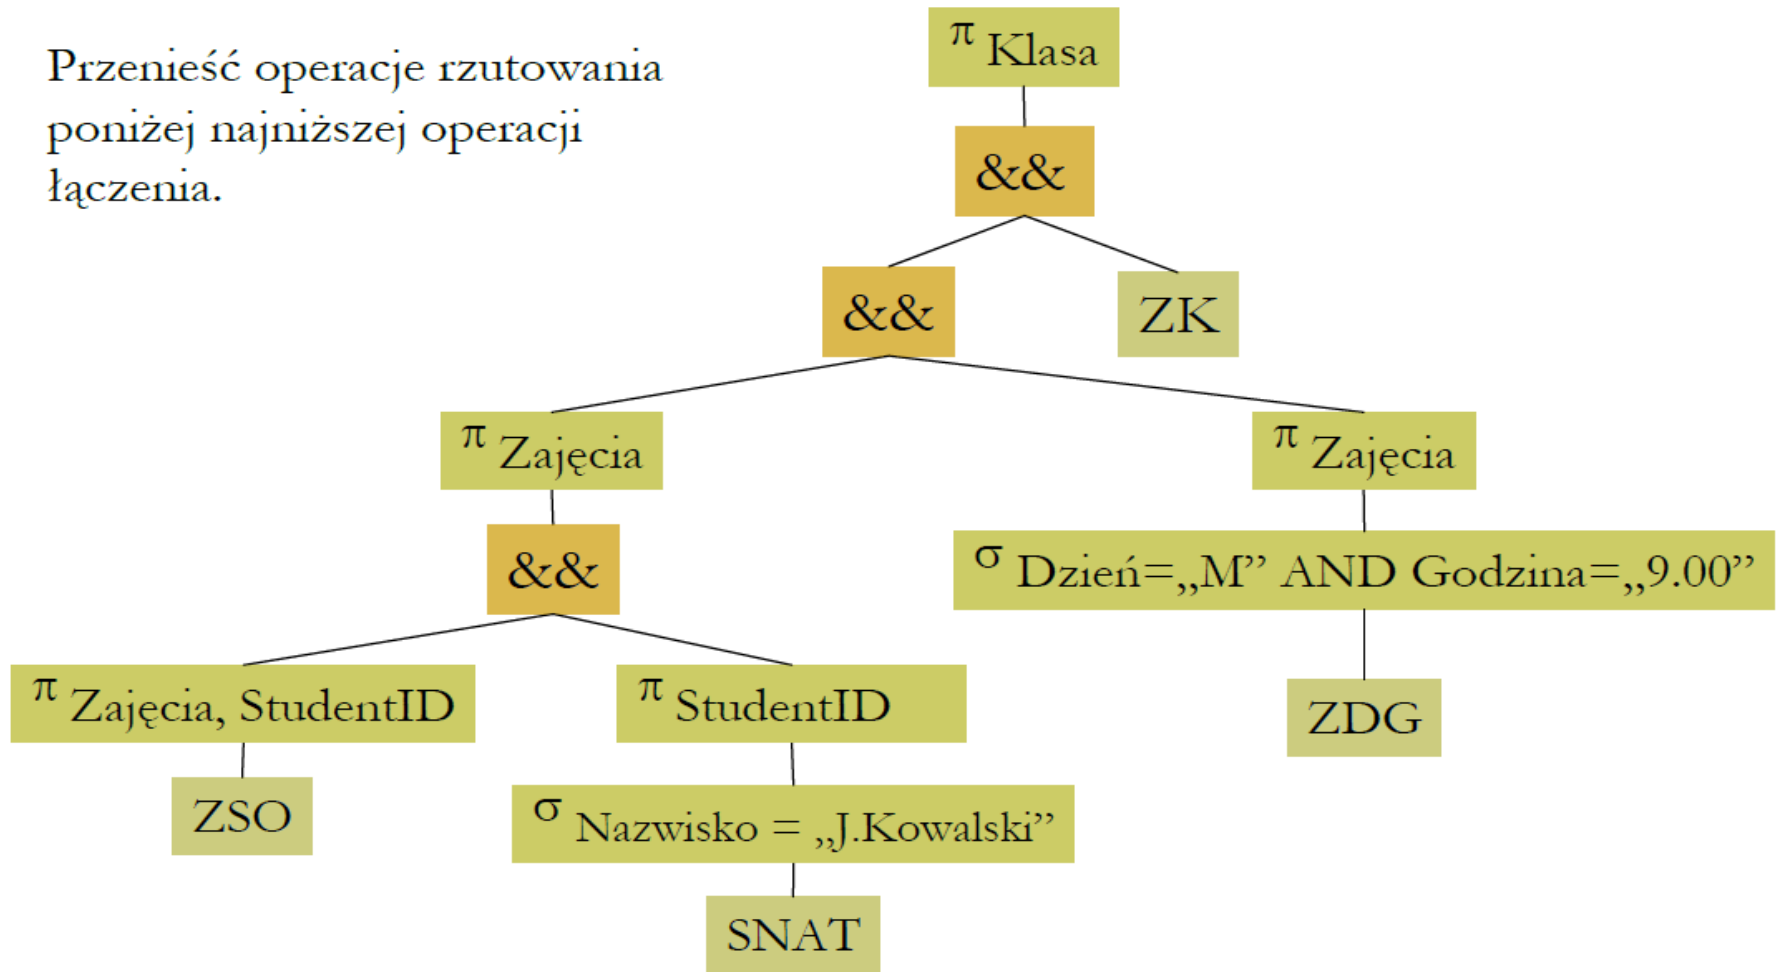 Przenieść operacje rzutowania
poniżej najniższej operacji
łączenia.
π Klasa
&&
&&
ZK
π Zajęcia
π Zajęcia
&&
σ Dzień=„M” AND Godzina=„9.00”
π Zajęcia, StudentID
π StudentID
ZDG
ZSO
σ Nazwisko = „J.Kowalski”
SNAT